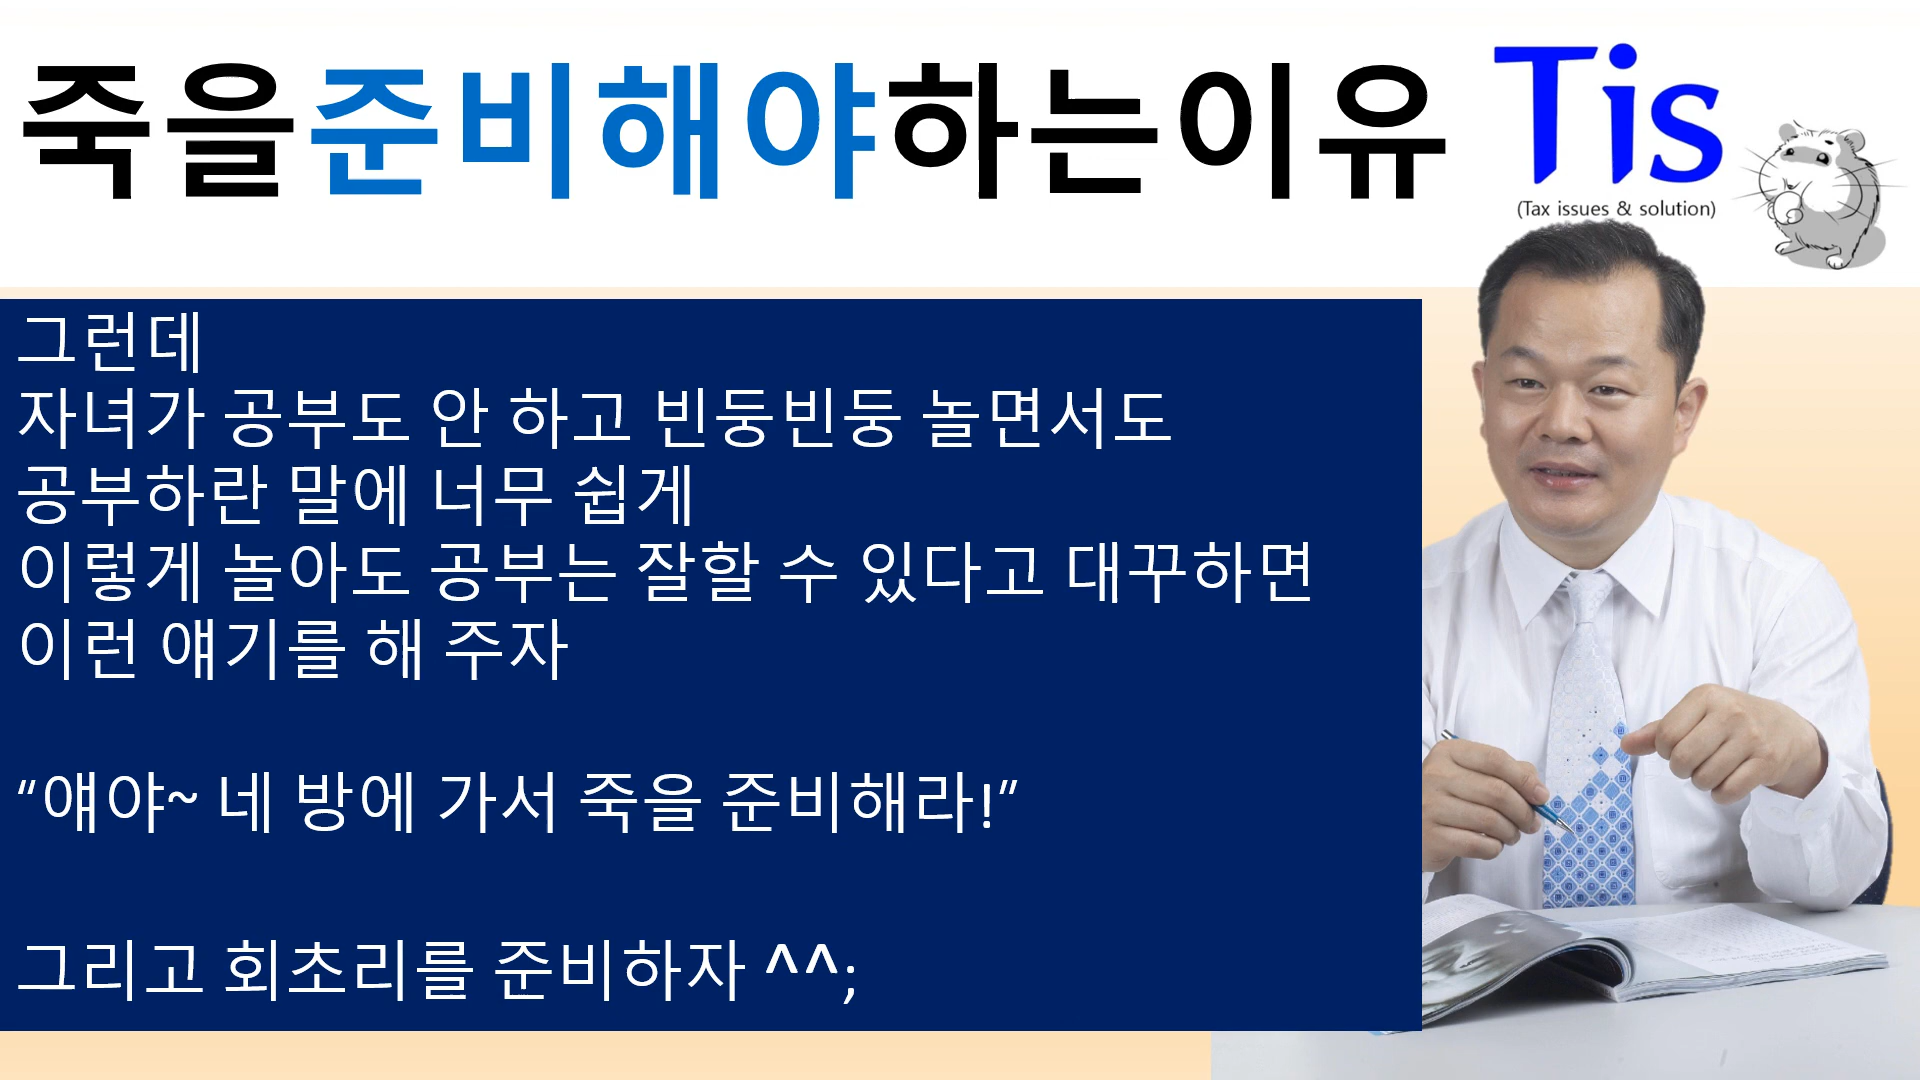 죽을준비해야하는이유
Tis
(Tax issues & solution)
그런데
자녀가 공부도 안 하고 빈둥빈둥 놀면서도
공부하란 말에 너무 쉽게
이렇게 놀아도 공부는 잘할 수 있다고 대꾸하면
이런 얘기를 해 주자
“얘야~ 네 방에 가서 죽을 준비해라!”
그리고 회초리를 준비하자 ^^;